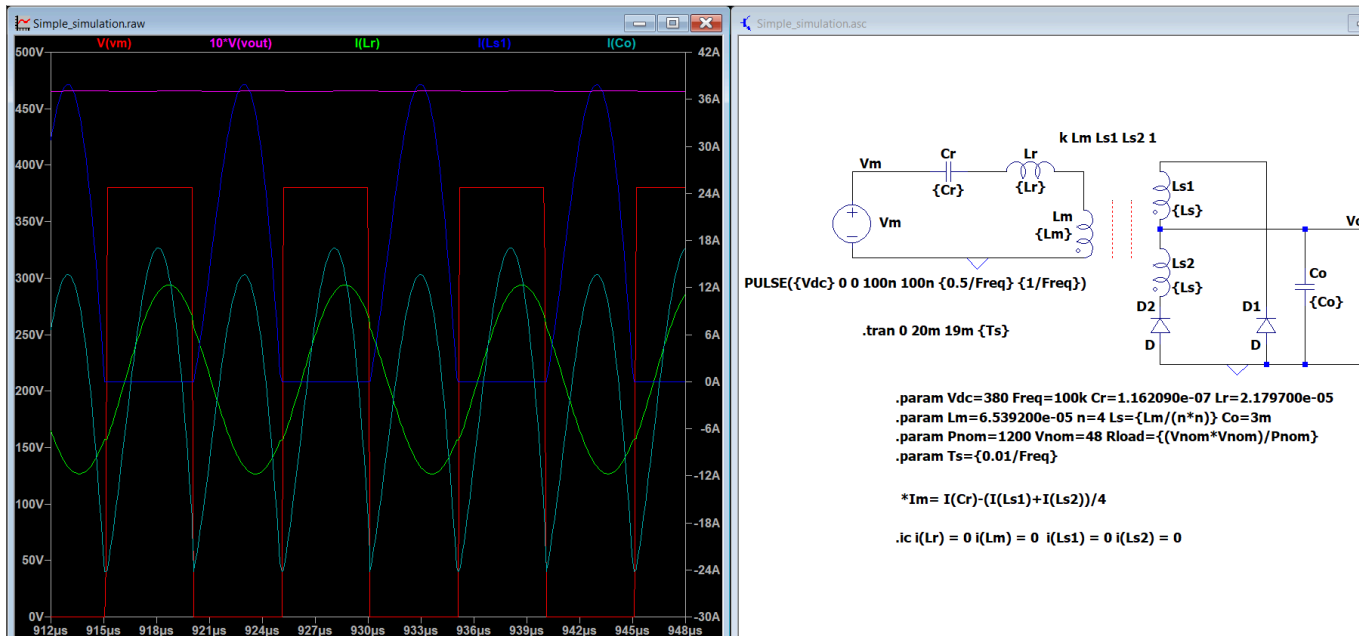 Simple_simulation.raw
V(vm) 10*V(vout) I(Lr) I(Ls1) I(Co)
500V 42A
450V 36A
400V 30A
350V 24A
300V 18A
250V 12A
200V 6A
150V 0A
100V -6A
50V -12A
0V -18A
-24A
-30A
912µs 915µs 918µs 921µs 924µs 927µs 930µs 933µs 936µs 939µs 942µs 945µs 948µs
Simple_simulation.asc
k Lm Ls1 Ls2 1
Vm
Cr
{Cr}
Lr
{Lr}
Vm
Lm
{Lm}
Ls1
{Ls}
Ls2
{Ls}
D2
D
D1
D
Co
{Co}
PULSE({Vdc} 0 0 100n 100n {0.5/Freq} {1/Freq})
.tran 0 20m 19m {Ts}
.param Vdc=380 Freq=100k Cr=1.162090e-07 Lr=2.179700e-05
.param Lm=6.539200e-05 n=4 Ls={Lm/(n*n)} Co=3m
.param Pnom=1200 Vnom=48 Rload={(Vnom*Vnom)/Pnom}
.param Ts={0.01/Freq}
*Im= I(Cr)-(I(Ls1)+I(Ls2))/4
.ic i(Lr) = 0 i(Lm) = 0 i(Ls1) = 0 i(Ls2) = 0